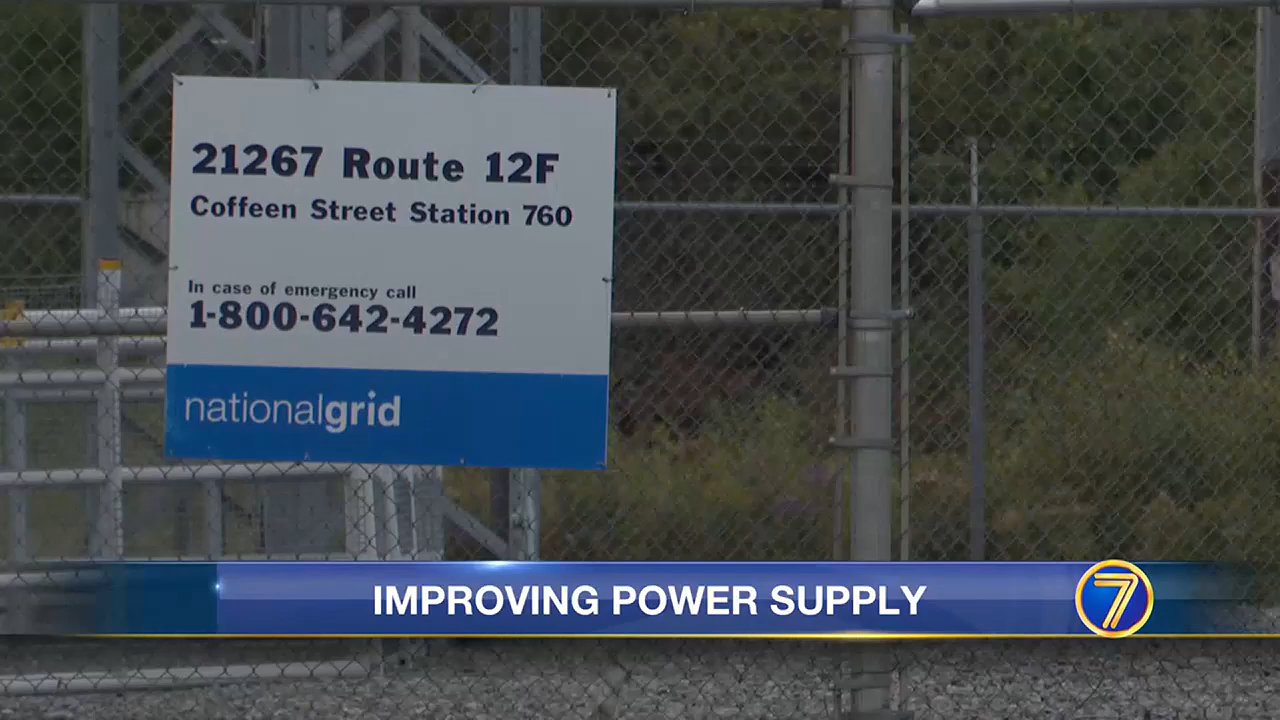 21267 Route 12F
Coffeen Street Station 760
In case of emergency call
1-800-642-4272
nationalgrid
IMPROVING POWER SUPPLY
7